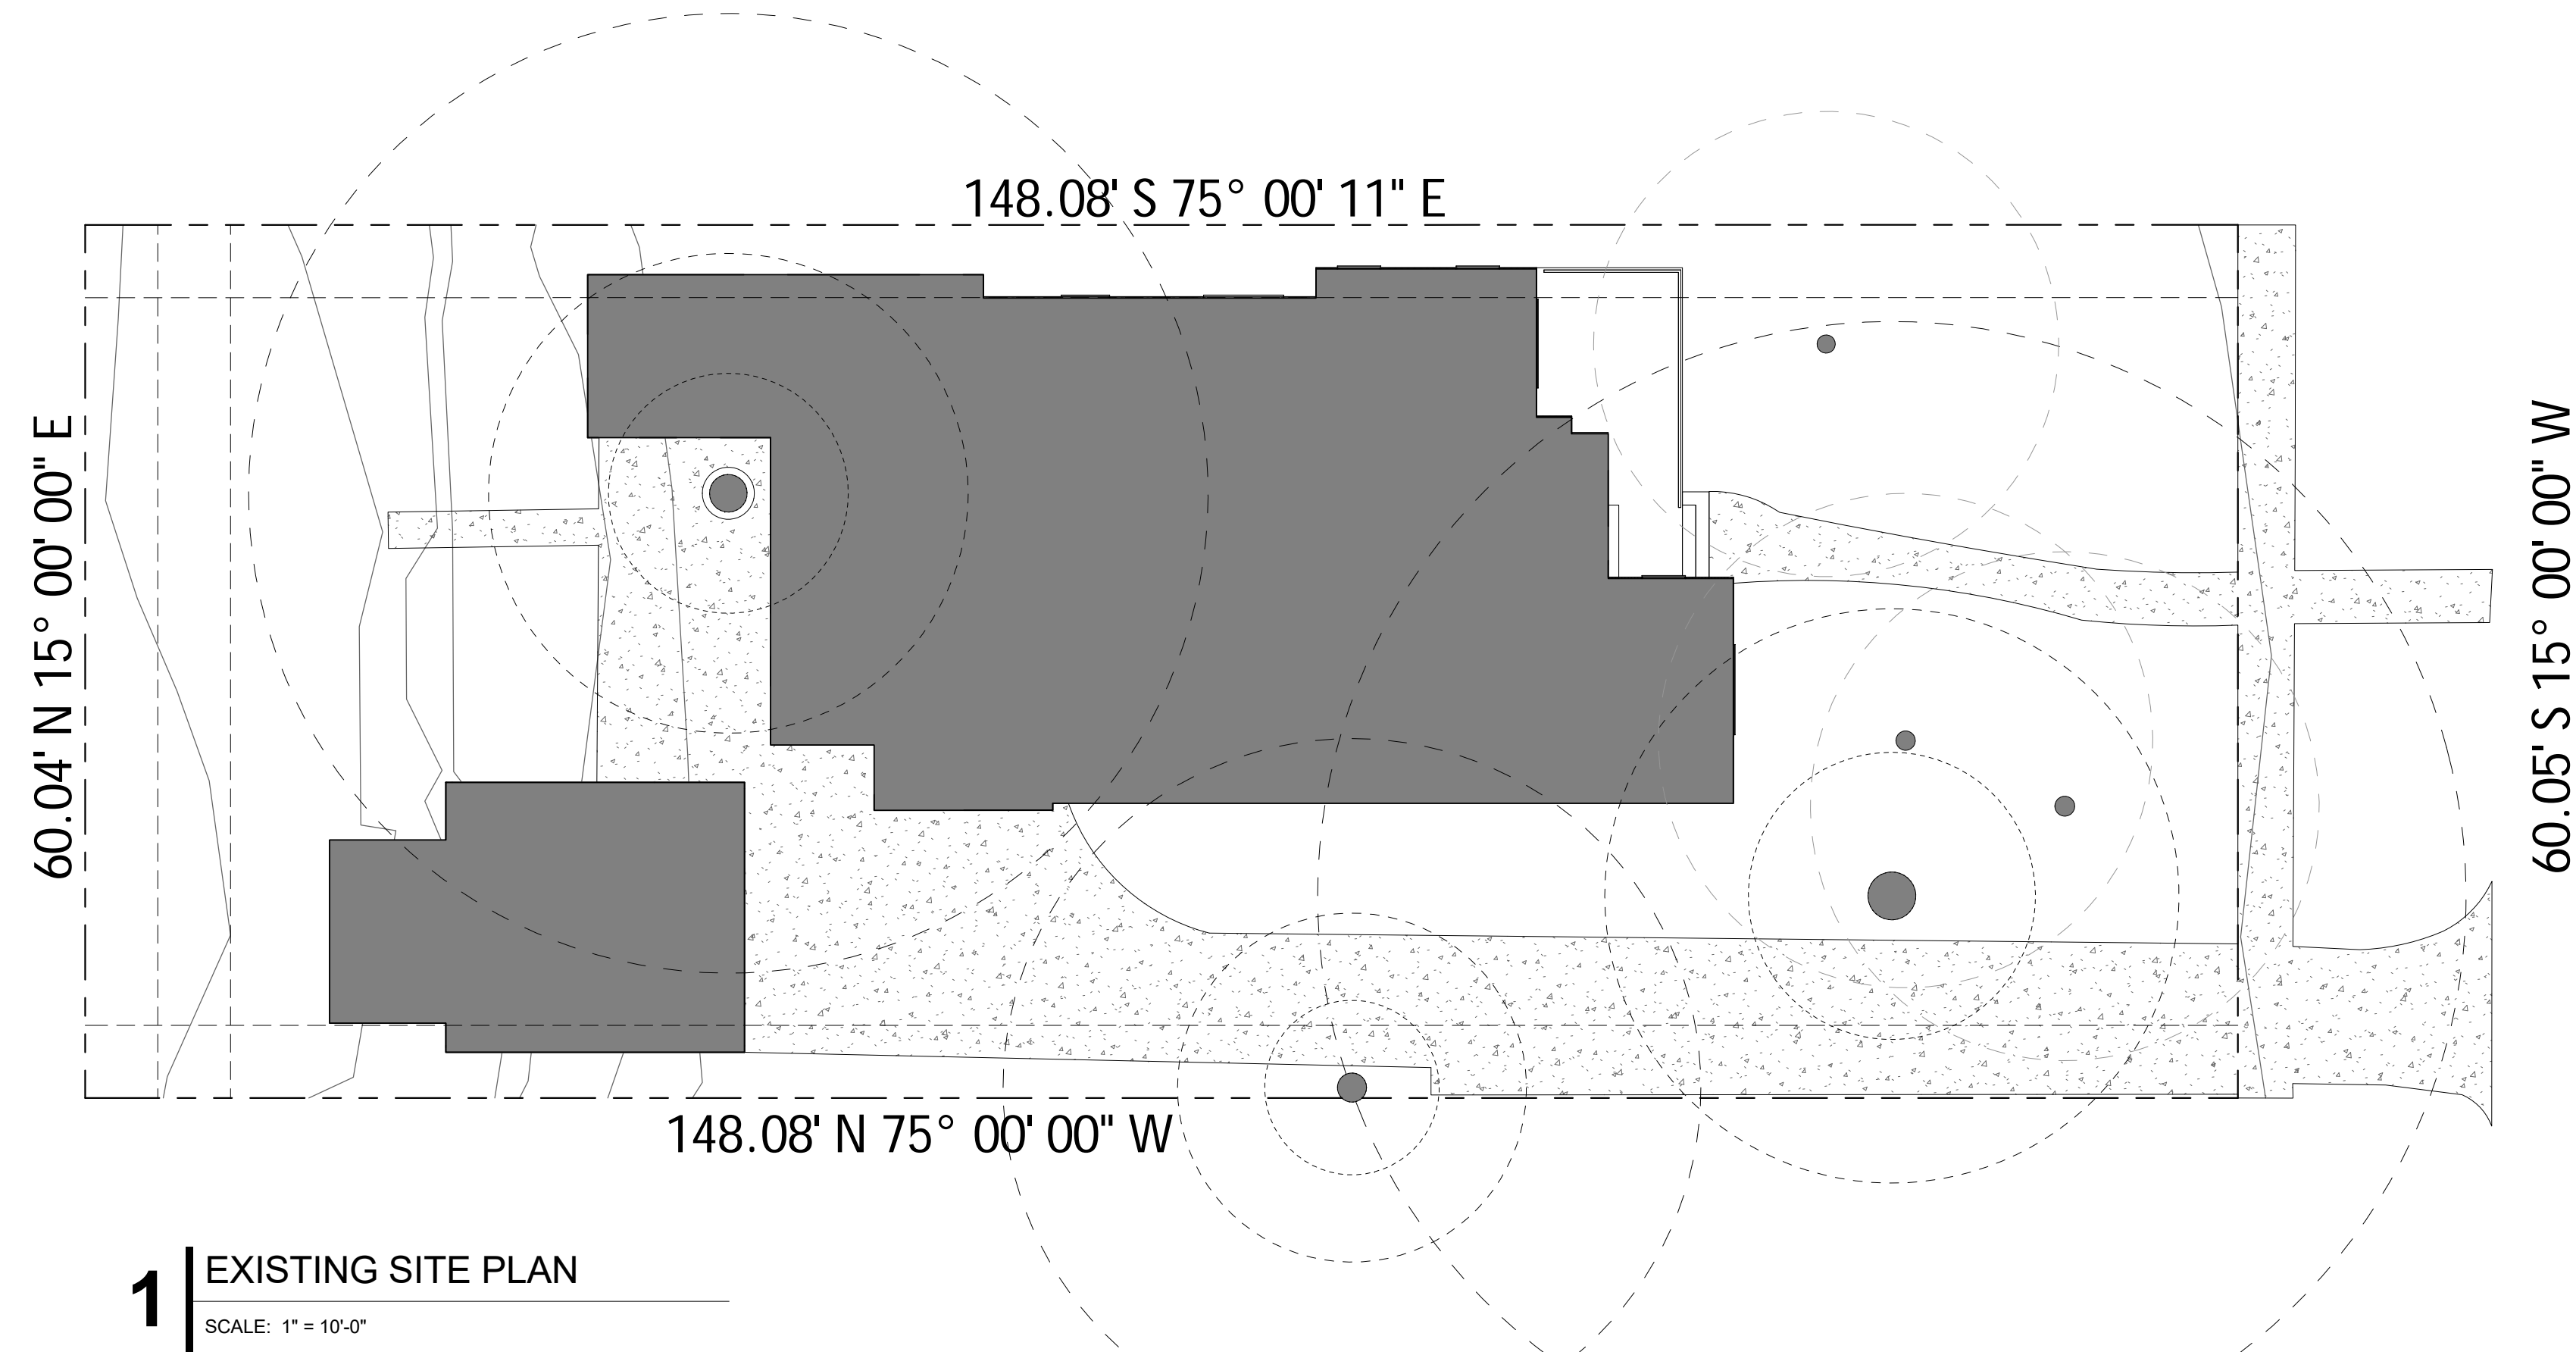 148.08' S 75° 00' 11" E
60.04' N 15° 00' 00" E
60.05' S 15° 00' 00" W
148.08' N 75° 00' 00" W
1
EXISTING SITE PLAN
SCALE: 1" = 10'-0"